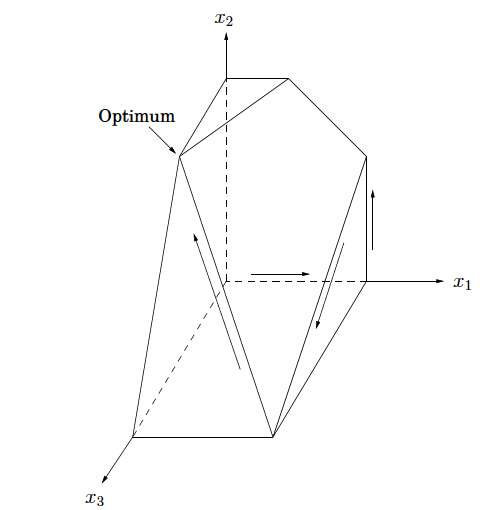 x₂
Optimum
x₁
x₃